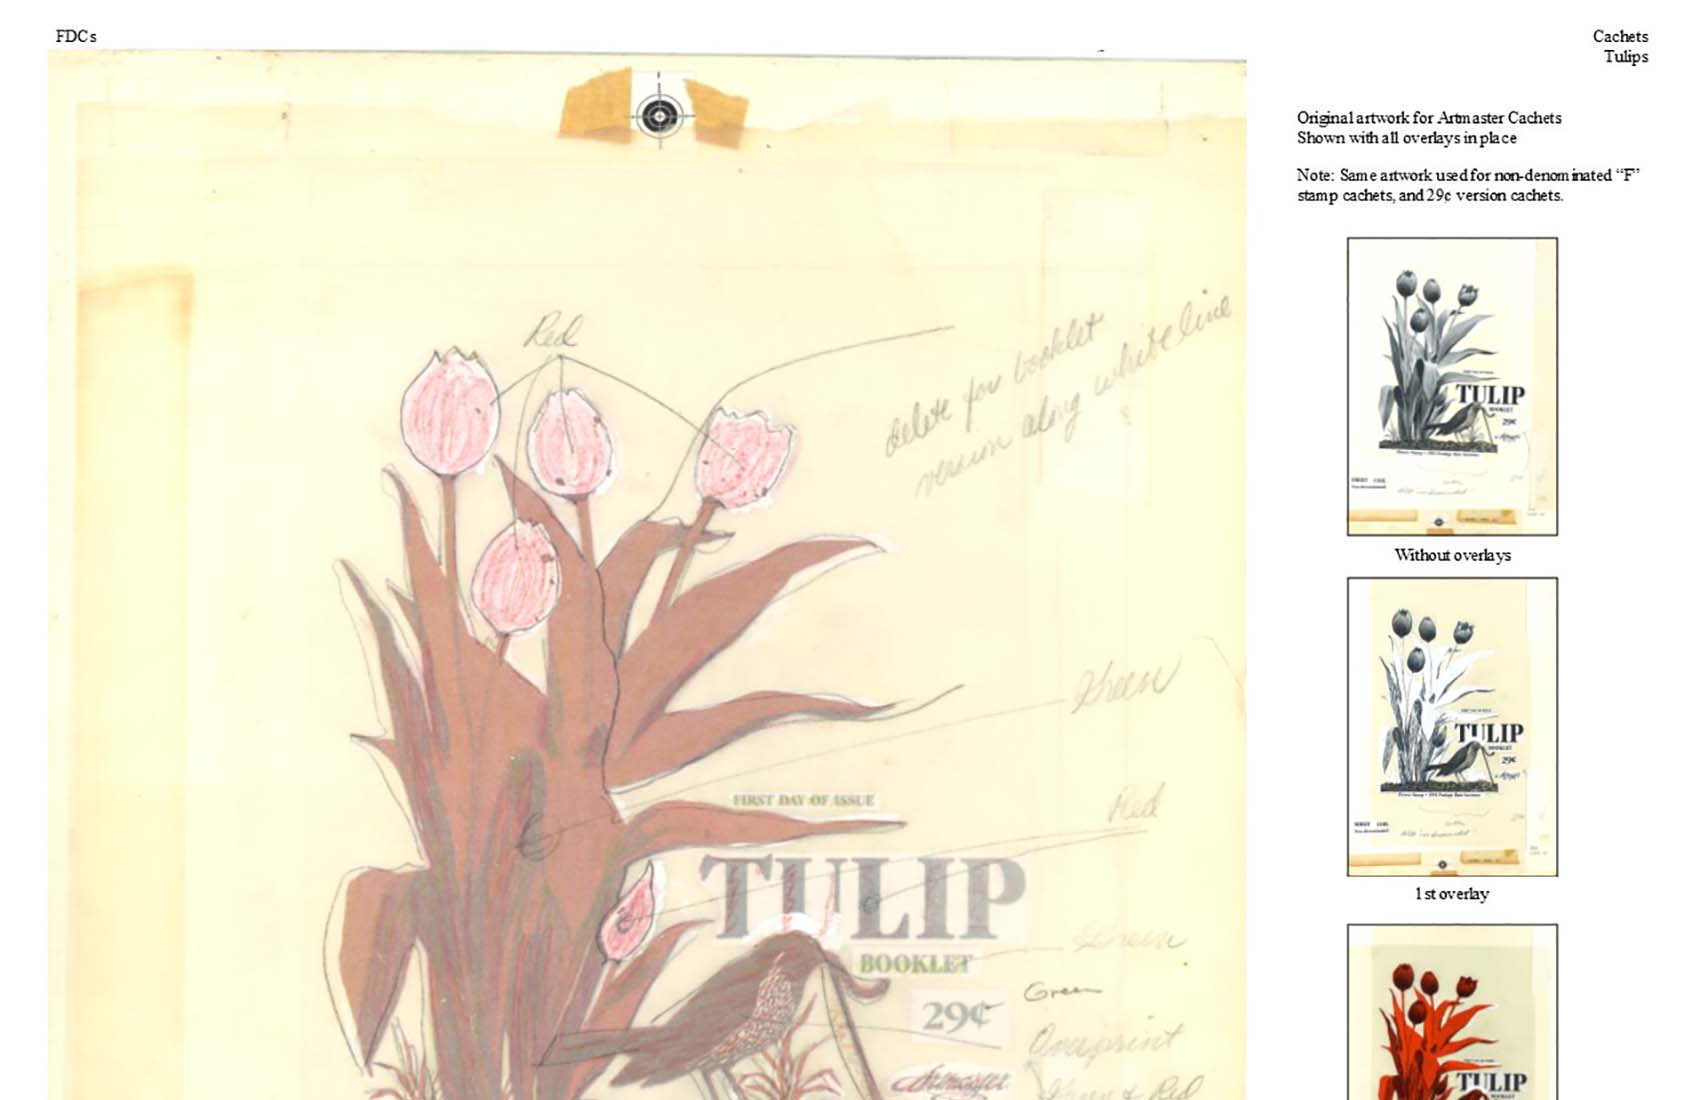 FDCs
Cachets
Tulips
Original artwork for Artmaster Cachets
Shown with all overlays in place
Note: Same artwork used for non-denominated “F”
stamp cachets, and 29¢ version cachets.
Red
delete for booklet
version along white line
Green
Red
FIRST DAY OF ISSUE
TULIP
Green
BOOKLET
Green
29¢
Overprint
Artmaster
Green & Red
TULIP
BOOKLET
29¢
Without overlays
TULIP
BOOKLET
29¢
1st overlay
TULIP